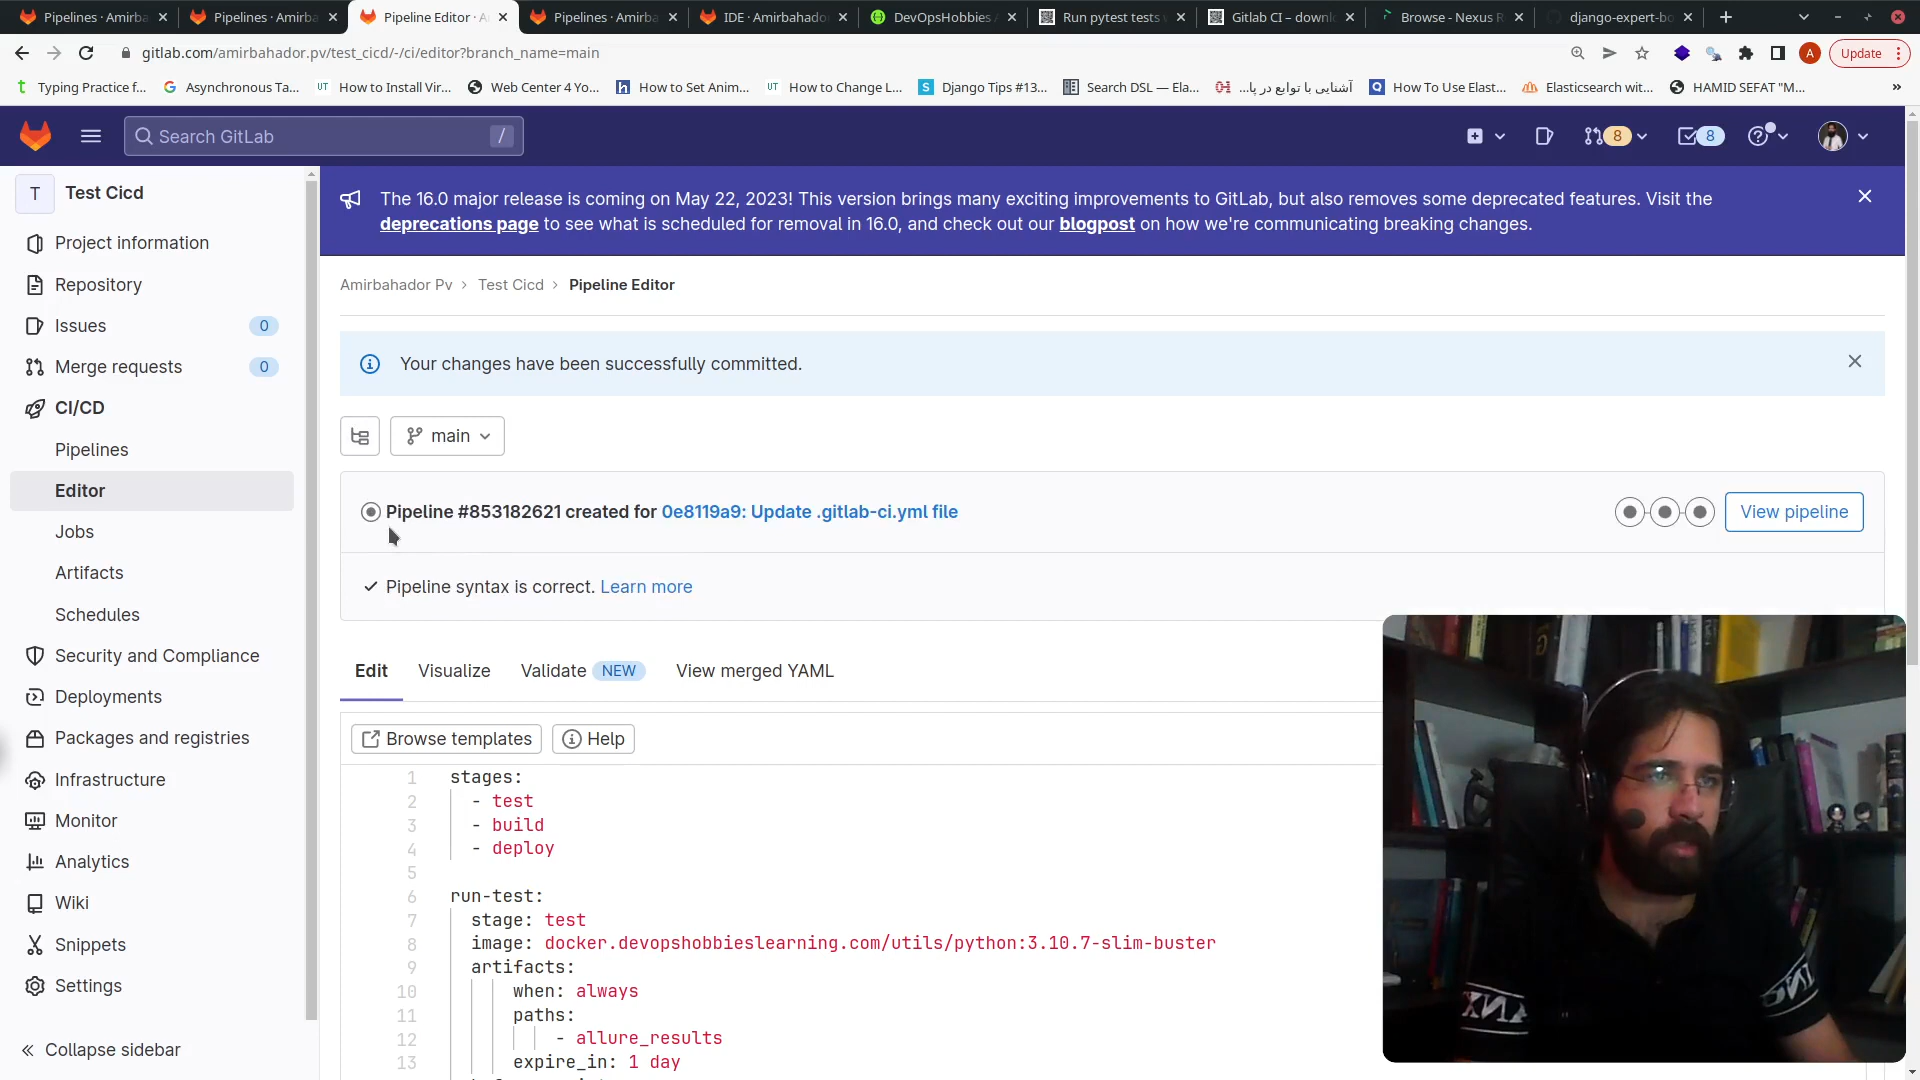 Pipelines · Amirba
Pipelines · Amirba
Pipeline Editor · A
Pipelines · Amirba
IDE · Amirbahador
DevOpsHobbies A
Run pytest tests w
Gitlab CI – downl
Browse - Nexus R
django-expert-bo
gitlab.com/amirbahador.pv/test_cicd/-/ci/editor?branch_name=main
A
Update
Typing Practice f...
Asynchronous Ta...
UT How to Install Vir...
Web Center 4 Yo...
How to Set Anim...
UT How to Change L...
Django Tips #13...
Search DSL — Ela...
آشنایی با توابع در پا...
How To Use Elast...
Elasticsearch wit...
HAMID SEFAT "M...
»
Search GitLab
/
8
8
T Test Cicd
Project information
Repository
Issues 0
Merge requests 0
CI/CD
Pipelines
Editor
Jobs
Artifacts
Schedules
Security and Compliance
Deployments
Packages and registries
Infrastructure
Monitor
Analytics
Wiki
Snippets
Settings
Collapse sidebar
The 16.0 major release is coming on May 22, 2023! This version brings many exciting improvements to GitLab, but also removes some deprecated features. Visit the
deprecations page to see what is scheduled for removal in 16.0, and check out our blogpost on how we're communicating breaking changes.
Amirbahador Pv › Test Cicd › Pipeline Editor
Your changes have been successfully committed.
main
Pipeline #853182621 created for 0e8119a9: Update .gitlab-ci.yml file
View pipeline
Pipeline syntax is correct. Learn more
Edit Visualize Validate NEW View merged YAML
Browse templates Help
1 stages:
2 - test
3 - build
4 - deploy
5
6 run-test:
7 stage: test
8 image: docker.devopshobbieslearning.com/utils/python:3.10.7-slim-buster
9 artifacts:
10 when: always
11 paths:
12 - allure_results
13 expire_in: 1 day